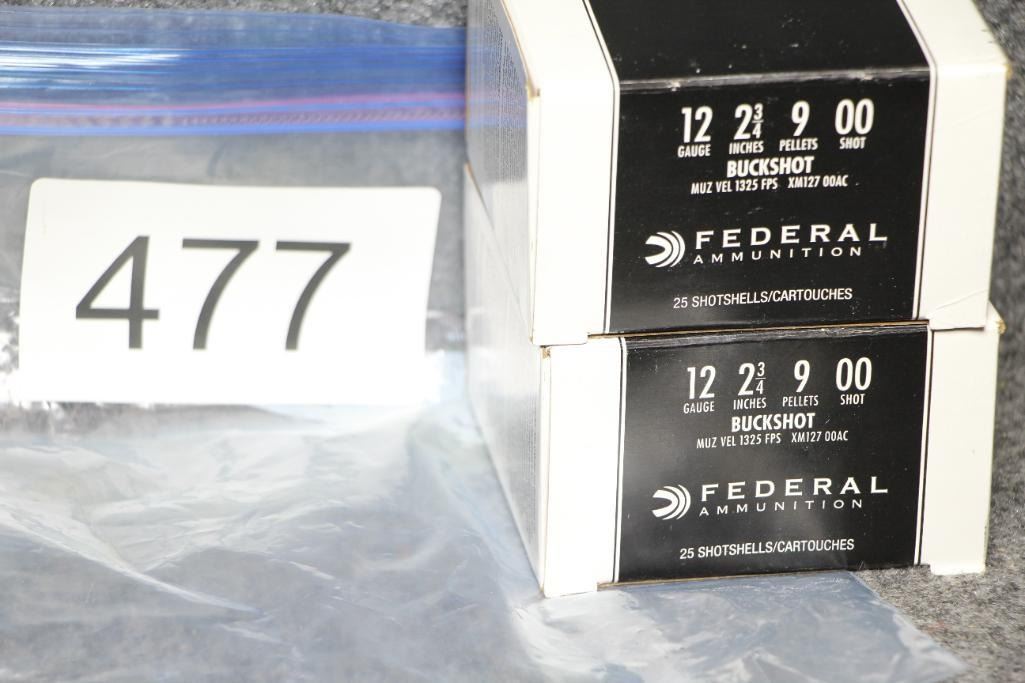 477
12 2 3/4 9 00
GAUGE INCHES PELLETS SHOT
BUCKSHOT
MUZ VEL 1325 FPS XM127 00AC
FEDERAL
AMMUNITION
25 SHOTSHELLS/CARTOUCHES
12 2 3/4 9 00
GAUGE INCHES PELLETS SHOT
BUCKSHOT
MUZ VEL 1325 FPS XM127 00AC
FEDERAL
AMMUNITION
25 SHOTSHELLS/CARTOUCHES